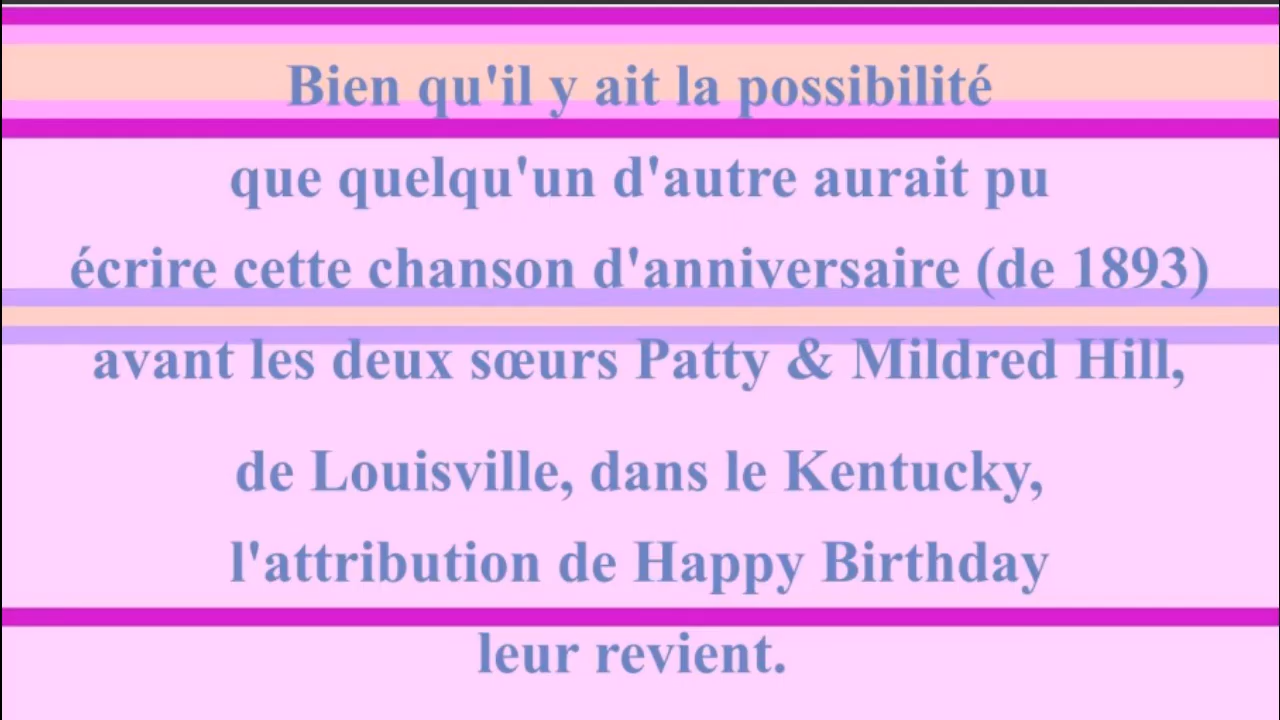 Bien qu'il y ait la possibilité
que quelqu'un d'autre aurait pu
écrire cette chanson d'anniversaire (de 1893)
avant les deux sœurs Patty & Mildred Hill,
de Louisville, dans le Kentucky,
l'attribution de Happy Birthday
leur revient.